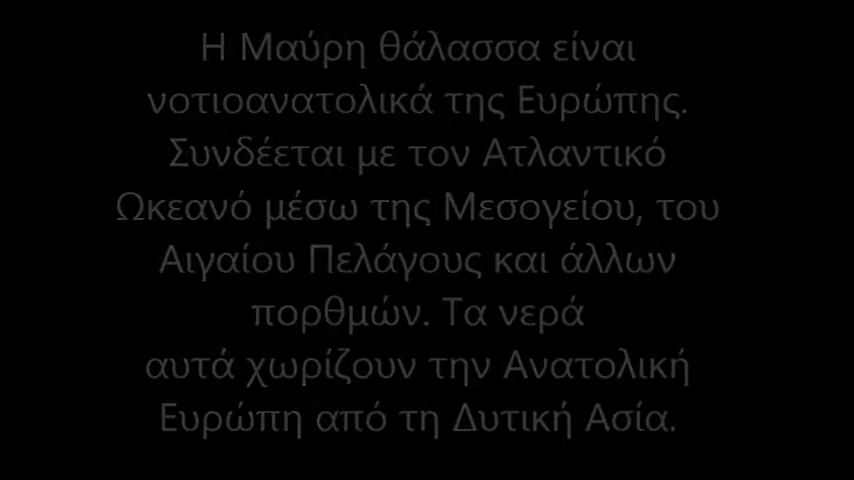 Η Μαύρη θάλασσα είναι
νοτιοανατολικά της Ευρώπης.
Συνδέεται με τον Ατλαντικό
Ωκεανό μέσω της Μεσογείου, του
Αιγαίου Πελάγους και άλλων
πορθμών. Τα νερά
αυτά χωρίζουν την Ανατολική
Ευρώπη από τη Δυτική Ασία.